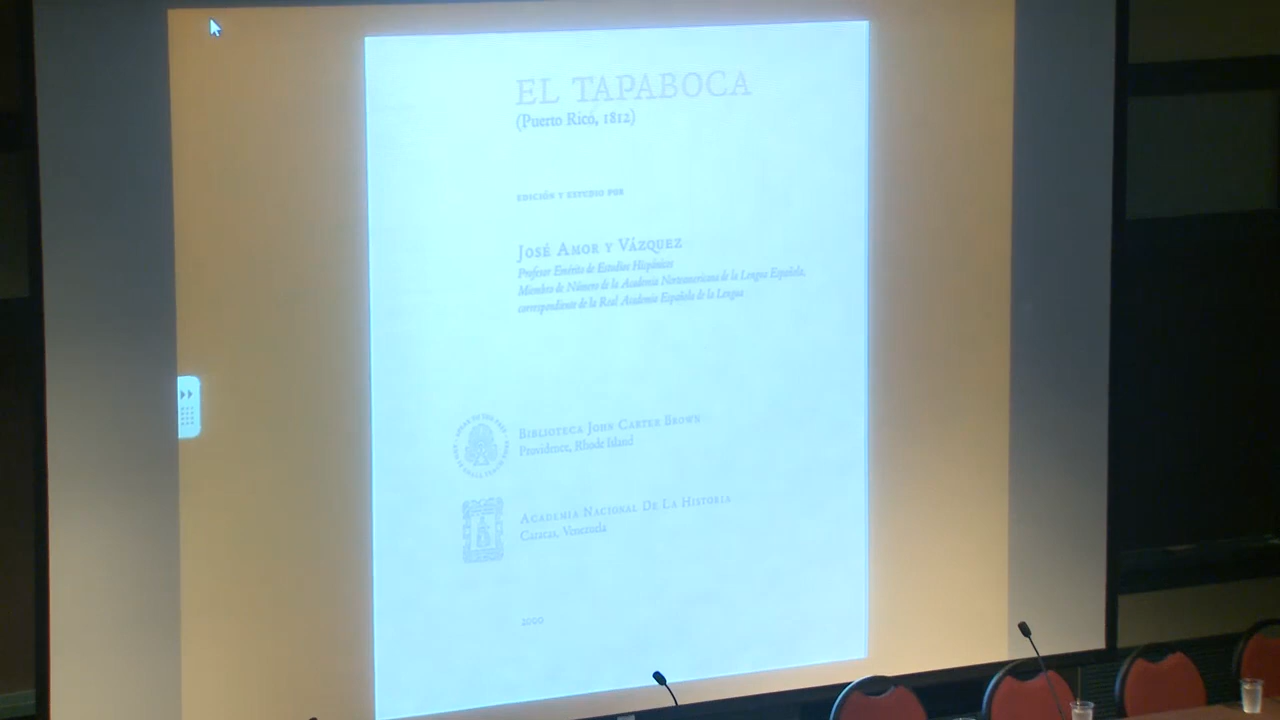 EL TAPABOCA
(Puerto Rico, 1812)
EDICIÓN Y ESTUDIO POR
JOSÉ AMOR Y VÁZQUEZ
Profesor Emérito de Estudios Hispánicos
Miembro de Número de la Academia Norteamericana de la Lengua Española,
correspondiente de la Real Academia Española de la Lengua
BIBLIOTECA JOHN CARTER BROWN
Providence, Rhode Island
ACADEMIA NACIONAL DE LA HISTORIA
Caracas, Venezuela
2000